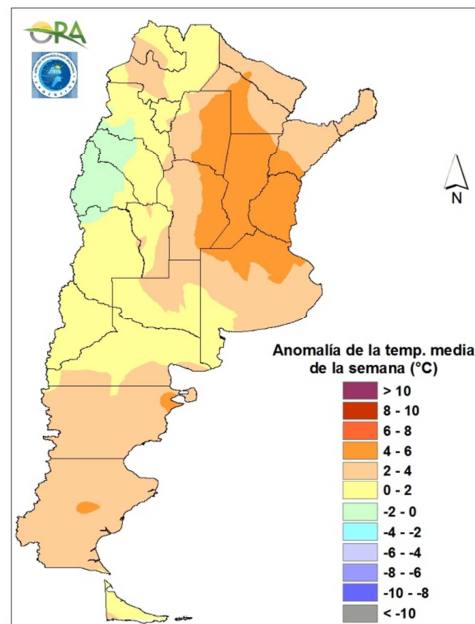 ORA
N
Anomalía de la temp. media
de la semana (°C)
> 10
8 - 10
6 - 8
4 - 6
2 - 4
0 - 2
-2 - 0
-4 - -2
-6 - -4
-8 - -6
-10 - -8
< -10